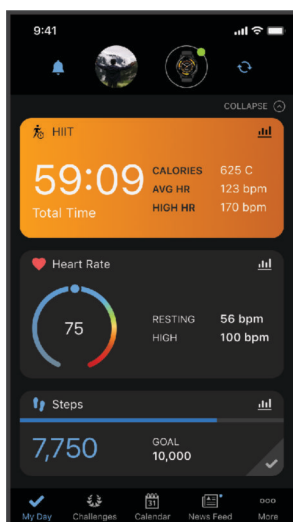 9:41
COLLAPSE
HIIT
59:09
Total Time
CALORIES 625 C
AVG HR 123 bpm
HIGH HR 170 bpm
Heart Rate
75
RESTING 56 bpm
HIGH 100 bpm
Steps
7,750
GOAL
10,000
31
My Day Challenges Calendar News Feed More